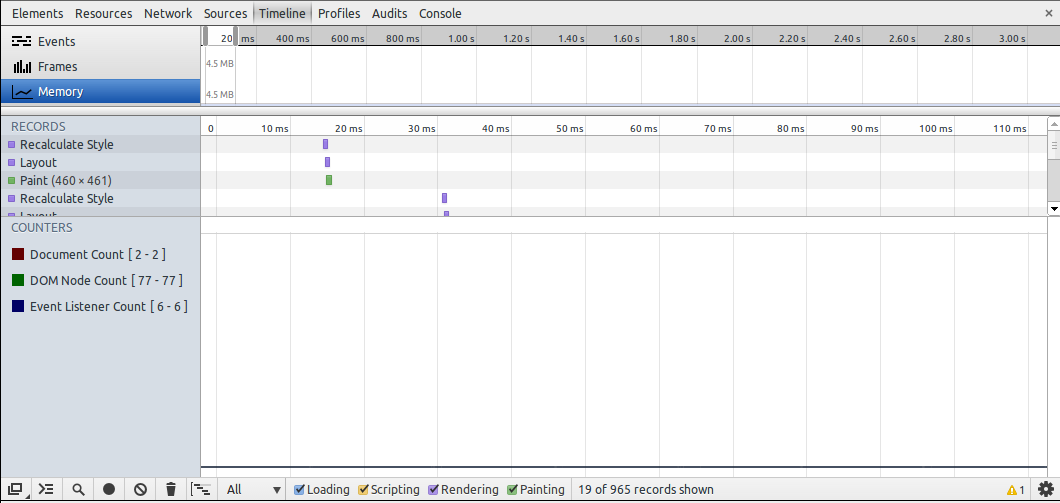 Elements Resources Network Sources Timeline Profiles Audits Console ×
Events
Frames
Memory
20 ms 400 ms 600 ms 800 ms 1.00 s 1.20 s 1.40 s 1.60 s 1.80 s 2.00 s 2.20 s 2.40 s 2.60 s 2.80 s 3.00 s
4.5 MB
4.5 MB
RECORDS
0 10 ms 20 ms 30 ms 40 ms 50 ms 60 ms 70 ms 80 ms 90 ms 100 ms 110 ms
Recalculate Style
Layout
Paint (460 × 461)
Recalculate Style
Layout
COUNTERS
Document Count [ 2 - 2 ]
DOM Node Count [ 77 - 77 ]
Event Listener Count [ 6 - 6 ]
All Loading Scripting Rendering Painting 19 of 965 records shown 1